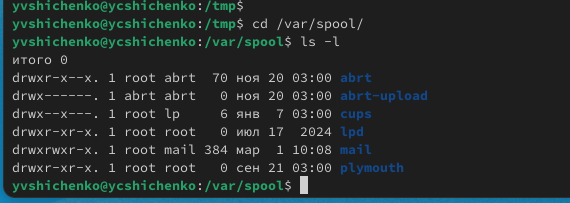 yvshichenko@ycshichenko:/tmp$
yvshichenko@ycshichenko:/tmp$ cd /var/spool/
yvshichenko@ycshichenko:/var/spool$ ls -l
итого 0
drwxr-x--x. 1 root abrt  70 ноя 20 03:00 abrt
drwx------. 1 abrt abrt   0 ноя 20 03:00 abrt-upload
drwx--x---. 1 root lp     6 янв  7 03:00 cups
drwxr-xr-x. 1 root root   0 июл 17  2024 lpd
drwxrwxr-x. 1 root mail 384 мар  1 10:08 mail
drwxr-xr-x. 1 root root   0 сен 21 03:00 plymouth
yvshichenko@ycshichenko:/var/spool$